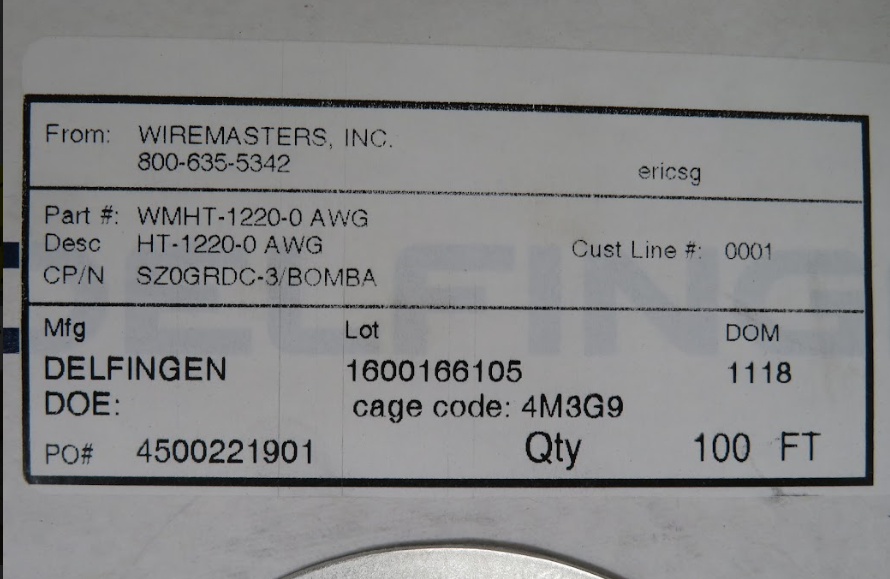 From: WIREMASTERS, INC.
800-635-5342
ericsg
Part #: WMHT-1220-0 AWG
Desc HT-1220-0 AWG
Cust Line #: 0001
CP/N SZ0GRDC-3/BOMBA
DELFING
Mfg Lot DOM
DELFINGEN 1600166105 1118
DOE: cage code: 4M3G9
PO# 4500221901 Qty 100 FT